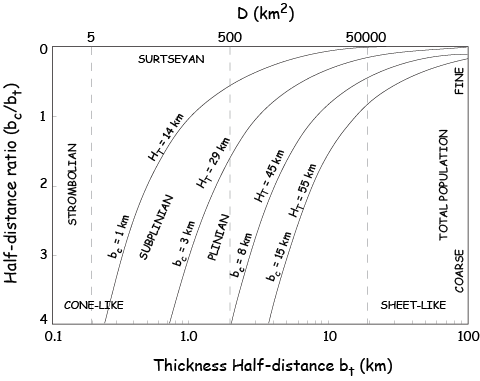 D (km²)
5 500 50000
0 SURTSEYAN
FINE
1
H_T = 14 km
H_T = 29 km
H_T = 45 km
H_T = 55 km
STROMBOLIAN
SUBPLINIAN
PLINIAN
TOTAL POPULATION
2
b_c = 1 km
b_c = 3 km
b_c = 8 km
b_c = 15 km
3
COARSE
CONE-LIKE SHEET-LIKE
4
0.1 1.0 10 100
Thickness Half-distance b_t (km)
Half-distance ratio (b_c/b_t)